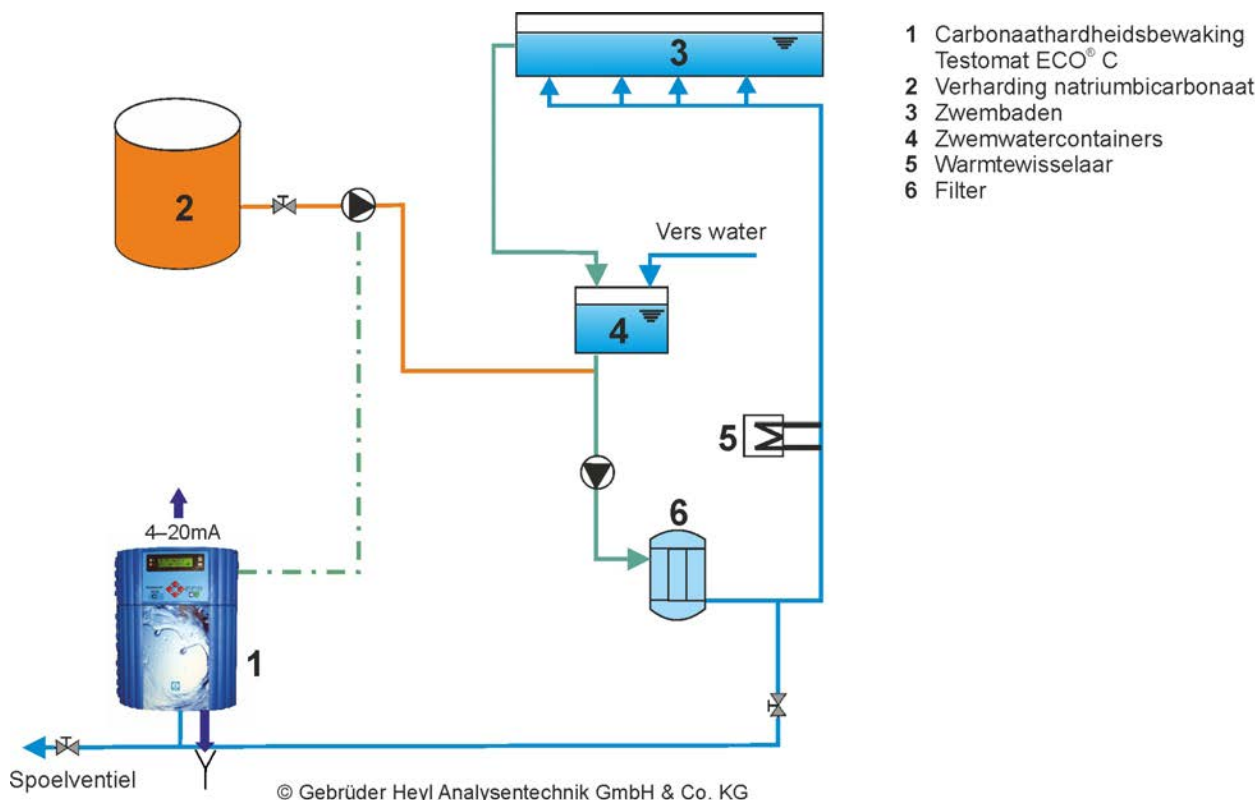 1 Carbonaathardheidsbewaking
Testomat ECO® C
2 Verharding natriumbicarbonaat
3 Zwembaden
4 Zwemwatercontainers
5 Warmtewisselaar
6 Filter
3
2
Vers water
4
5
6
4–20mA
1
Spoelventiel
© Gebrüder Heyl Analysentechnik GmbH & Co. KG